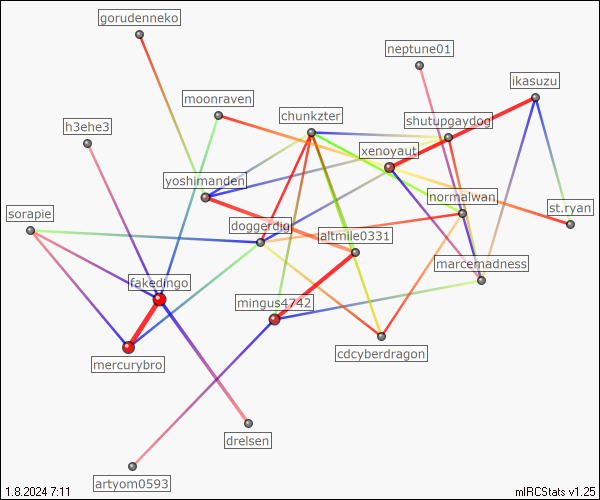 gorudenneko
neptune01
ikasuzu
moonraven
chunkzter
shutupgaydog
h3ehe3
xenoyaut
yoshimanden
normalwan
sorapie
st.ryan
doggerdig
altmile0331
marcemadness
fakedingo
mingus4742
cdcyberdragon
mercurybro
drelsen
artyom0593
1.8.2024 7:11
mIRCStats v1.25